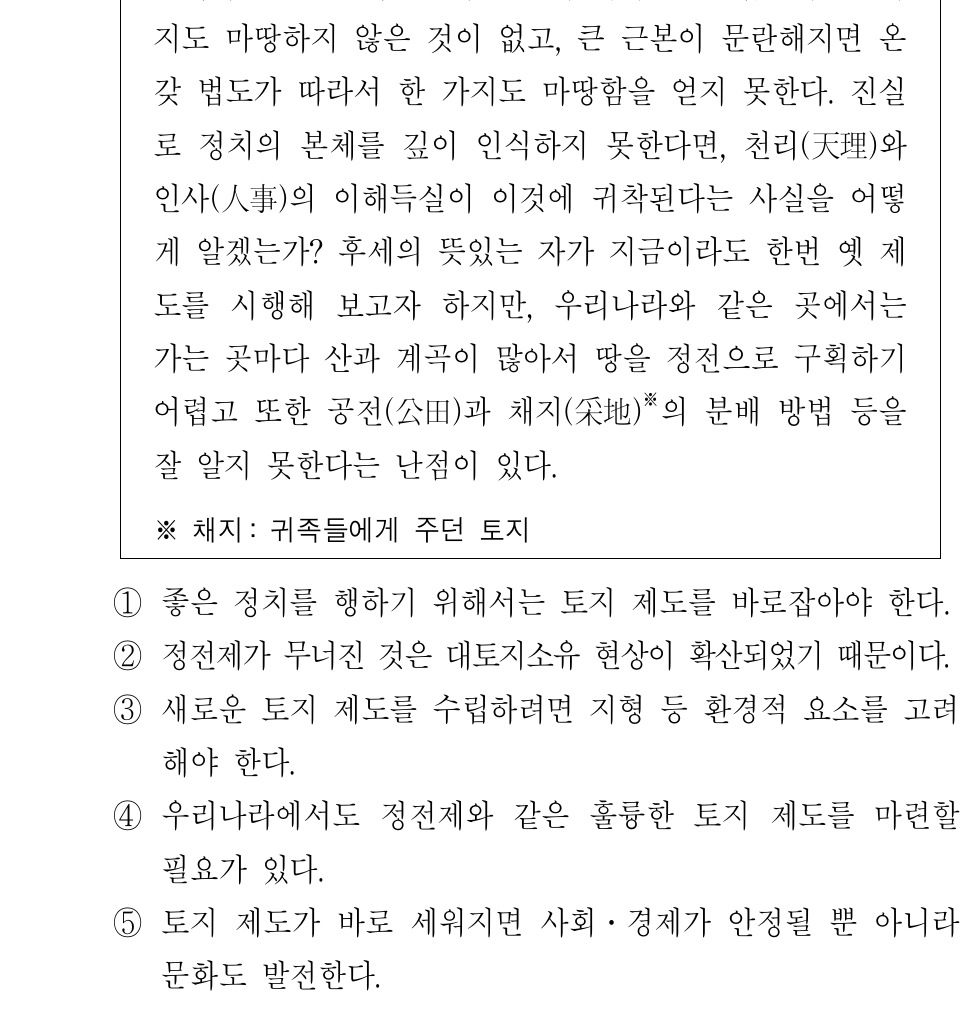 지도 마땅하지 않은 것이 없고, 큰 근본이 문란해지면 온
갖 법도가 따라서 한 가지도 마땅함을 얻지 못한다. 진실
로 정치의 본체를 깊이 인식하지 못한다면, 천리(天理)와
인사(人事)의 이해득실이 이것에 귀착된다는 사실을 어떻
게 알겠는가? 후세의 뜻있는 자가 지금이라도 한번 옛 제
도를 시행해 보고자 하지만, 우리나라와 같은 곳에서는
가는 곳마다 산과 계곡이 많아서 땅을 정전으로 구획하기
어렵고 또한 공전(公田)과 채지(采地)※의 분배 방법 등을
잘 알지 못한다는 난점이 있다.
※ 채지: 귀족들에게 주던 토지
① 좋은 정치를 행하기 위해서는 토지 제도를 바로잡아야 한다.
② 정전제가 무너진 것은 대토지소유 현상이 확산되었기 때문이다.
③ 새로운 토지 제도를 수립하려면 지형 등 환경적 요소를 고려
해야 한다.
④ 우리나라에서도 정전제와 같은 훌륭한 토지 제도를 마련할
필요가 있다.
⑤ 토지 제도가 바로 세워지면 사회・경제가 안정될 뿐 아니라
문화도 발전한다.